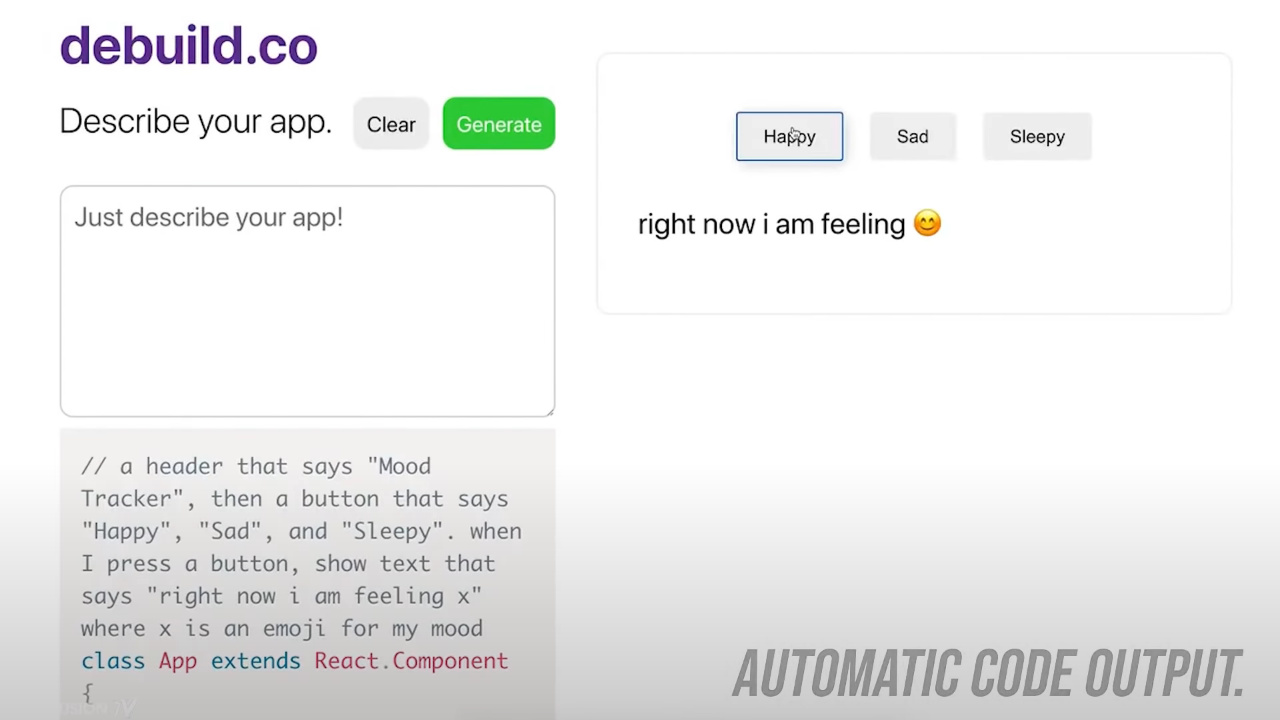 debuild.co
Describe your app.
Clear
Generate
Just describe your app!
// a header that says "Mood
Tracker", then a button that says
"Happy", "Sad", and "Sleepy". when
I press a button, show text that
says "right now i am feeling x"
where x is an emoji for my mood
class App extends React.Component
{
Happy
Sad
Sleepy
right now i am feeling 😊
AUTOMATIC CODE OUTPUT.